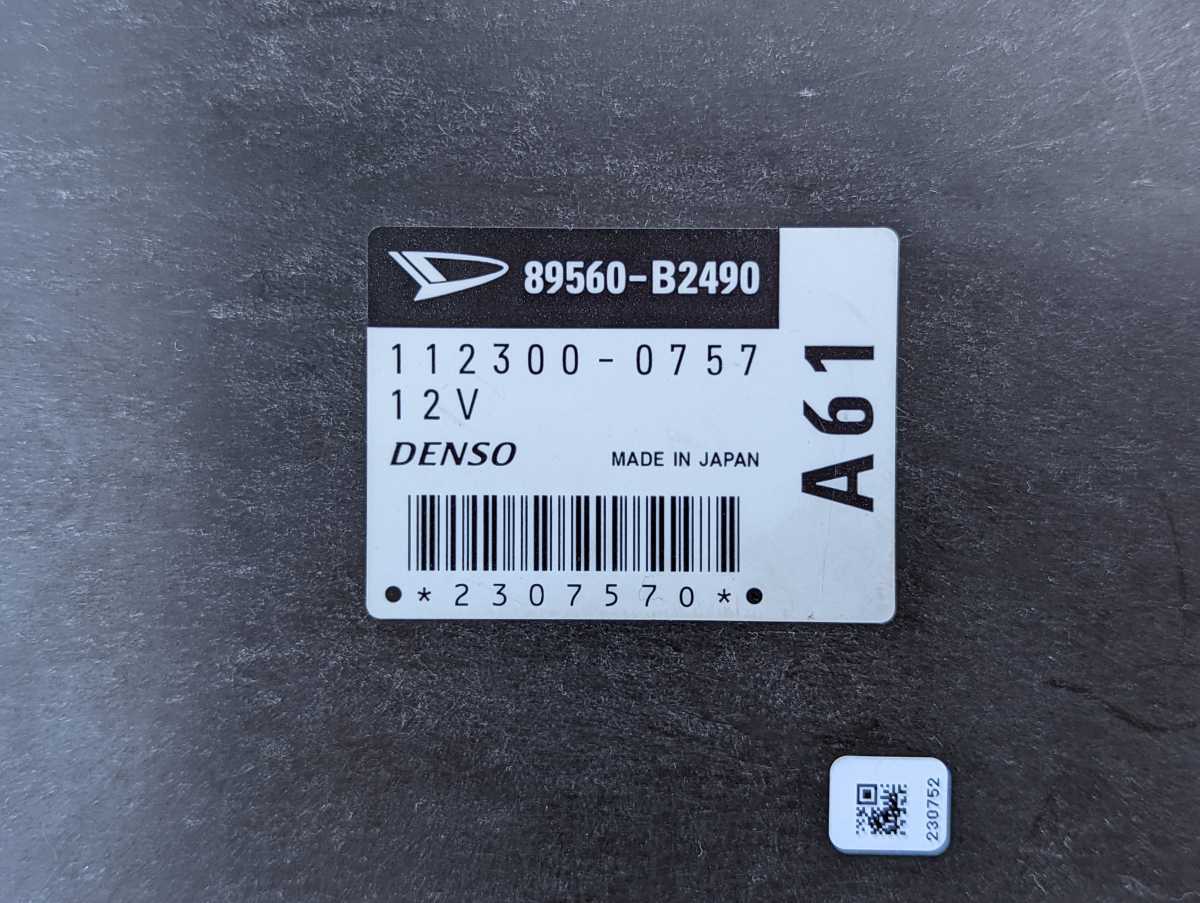 89560-B2490
112300-0757
12V
DENSO MADE IN JAPAN
*2307570*
A61
230752